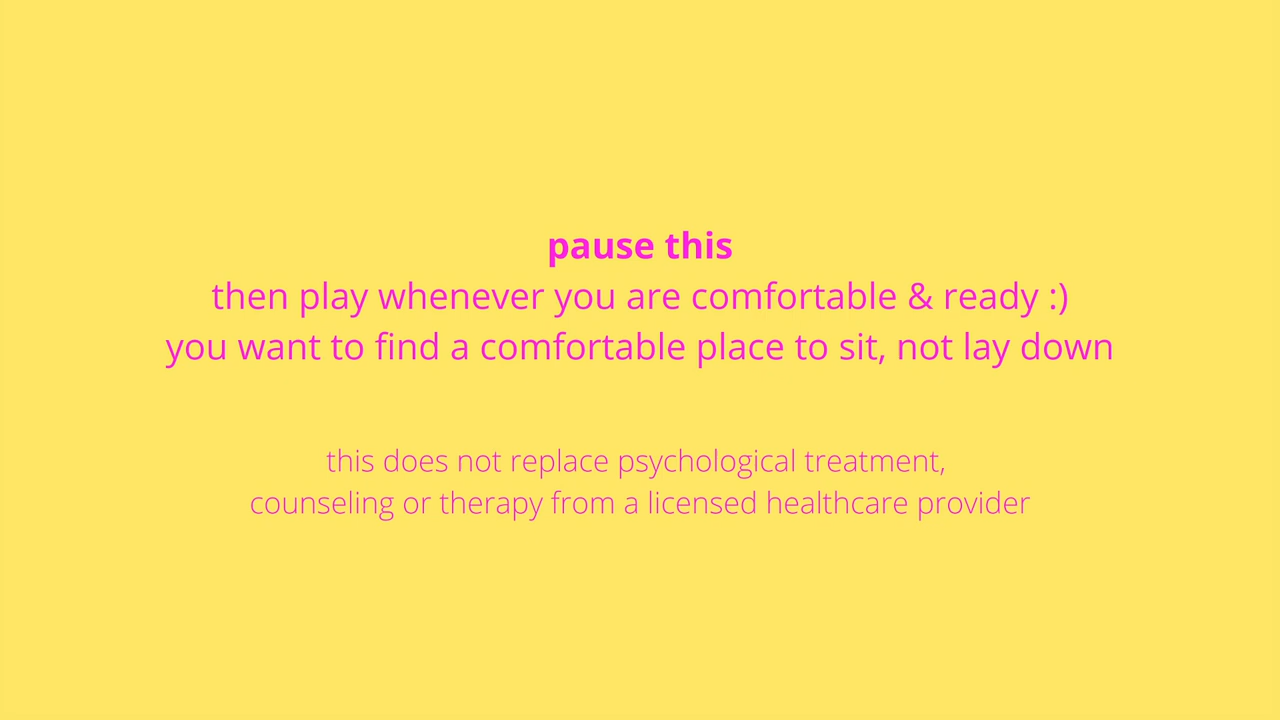 pause this
then play whenever you are comfortable & ready :)
you want to find a comfortable place to sit, not lay down
this does not replace psychological treatment,
counseling or therapy from a licensed healthcare provider